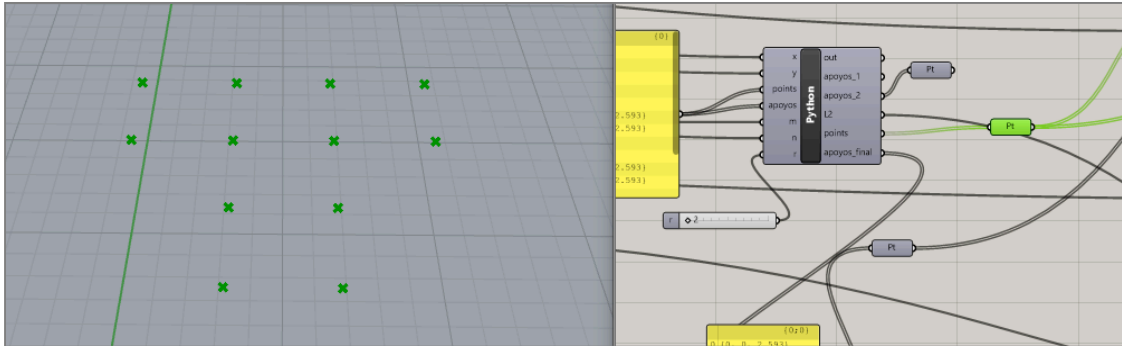 {0}
2.593}
2.593}
2.593}
2.593}
x
y
points
apoyos
m
n
r
Python
out
apoyos_1
apoyos_2
L2
points
apoyos_final
Pt
Pt
r
2
Pt
{0;0}
0 {0, 0, 2.593}